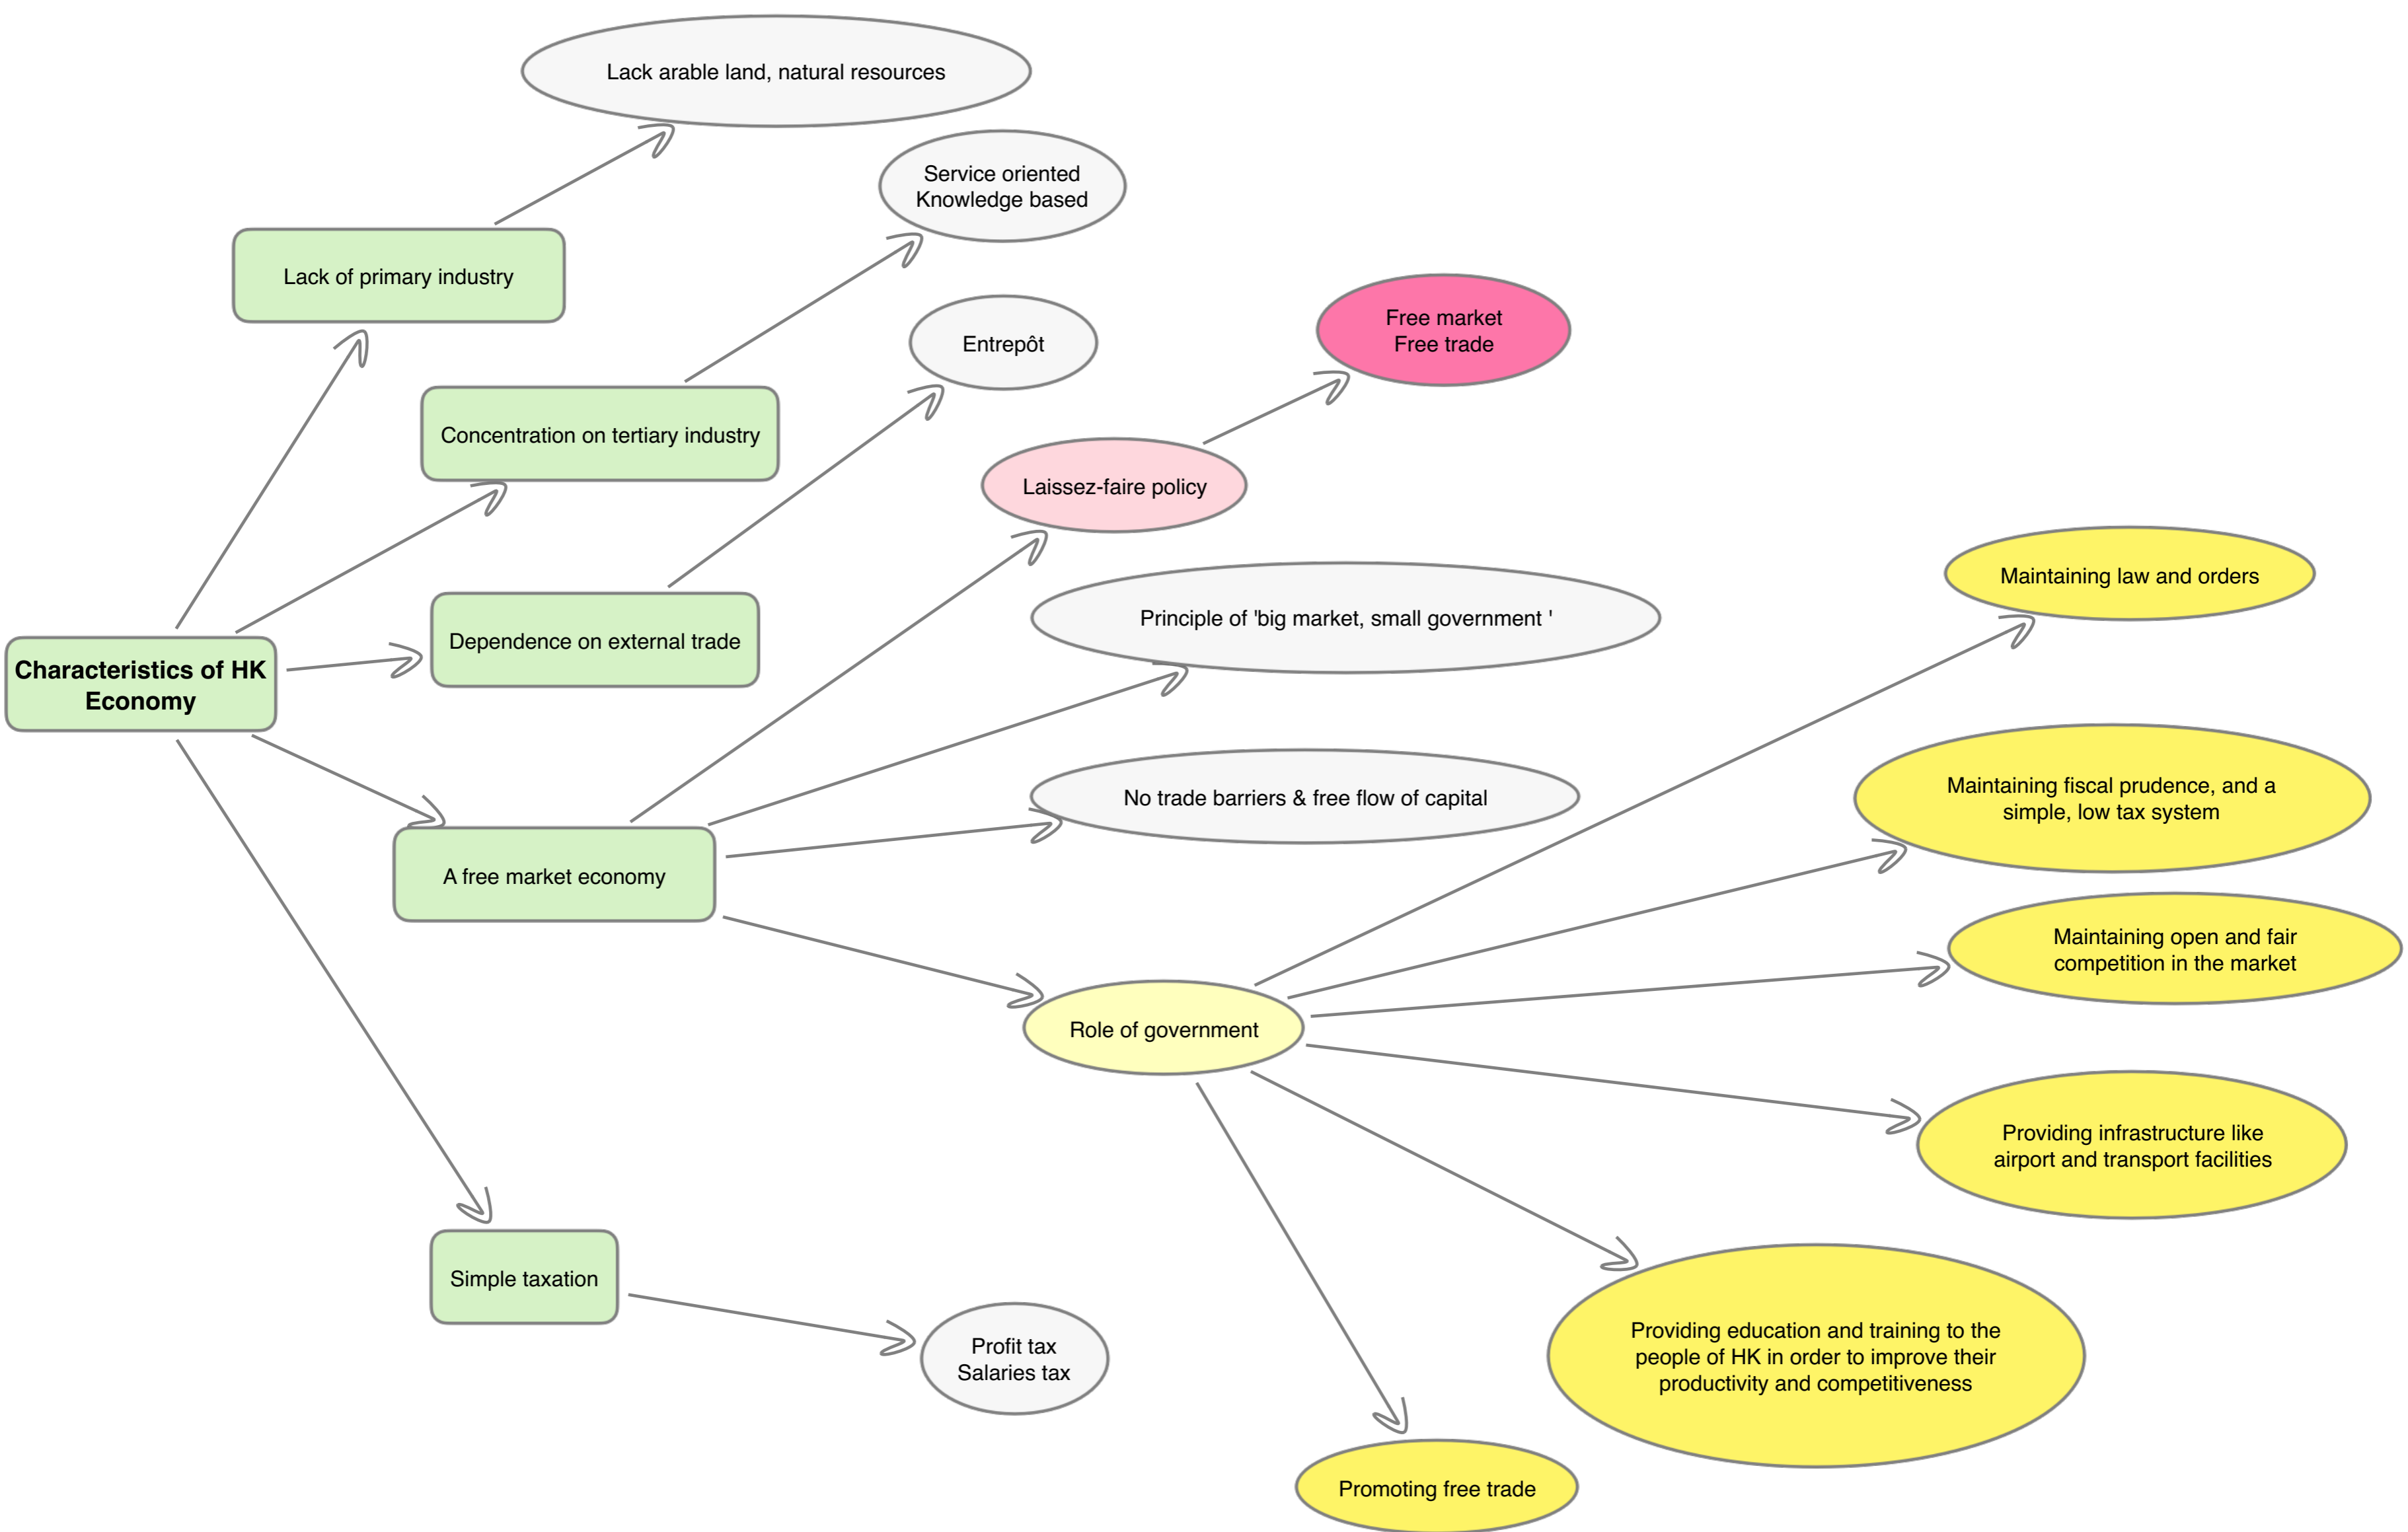 Lack arable land, natural resources
Service oriented
Knowledge based
Lack of primary industry
Free market
Free trade
Entrepôt
Concentration on tertiary industry
Laissez-faire policy
Maintaining law and orders
Principle of 'big market, small government '
Dependence on external trade
Characteristics of HK
Economy
Maintaining fiscal prudence, and a
simple, low tax system
No trade barriers & free flow of capital
A free market economy
Maintaining open and fair
competition in the market
Role of government
Providing infrastructure like
airport and transport facilities
Simple taxation
Profit tax
Salaries tax
Providing education and training to the
people of HK in order to improve their
productivity and competitiveness
Promoting free trade